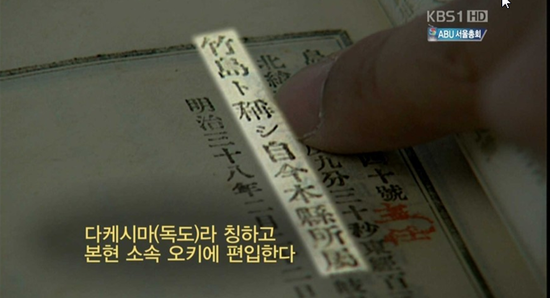 KBS1 HD
ABU 서울총회
四十號
九分三十秒
北緯
竹島ト稱シ自今本縣所屬
明治三十八年二月二
다케시마(독도)라 칭하고
본현 소속 오키에 편입한다